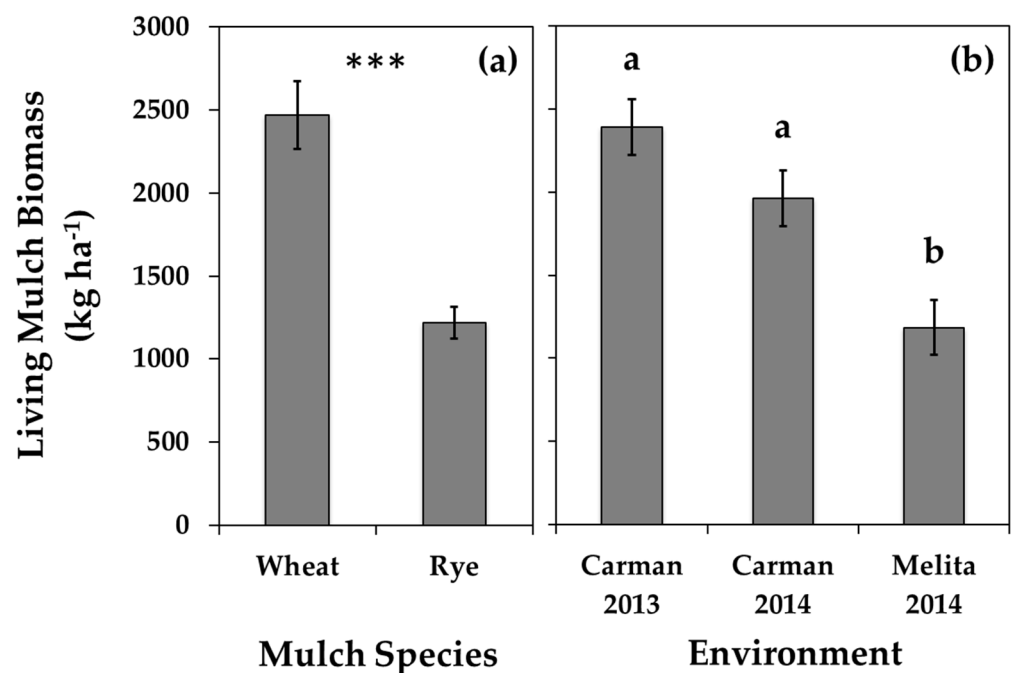 Living Mulch Biomass
(kg ha-1)
3000
2500
2000
1500
1000
500
0
*** (a)
Wheat Rye
Mulch Species
a
a
b
(b)
Carman Carman Melita
2013 2014 2014
Environment